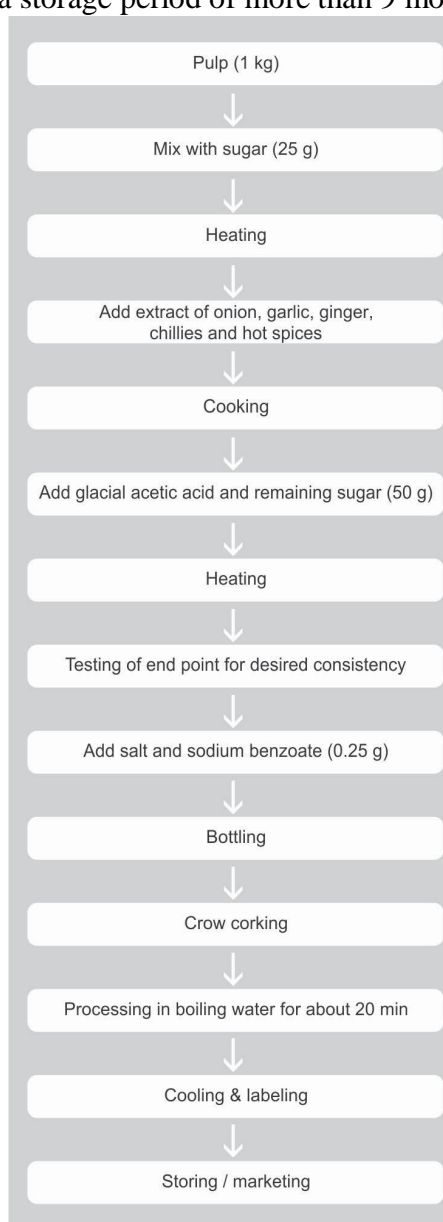 a storage period of more than 9 mo
Pulp (1 kg)
Mix with sugar (25 g)
Heating
Add extract of onion, garlic, ginger,
chillies and hot spices
Cooking
Add glacial acetic acid and remaining sugar (50 g)
Heating
Testing of end point for desired consistency
Add salt and sodium benzoate (0.25 g)
Bottling
Crow corking
Processing in boiling water for about 20 min
Cooling & labeling
Storing / marketing